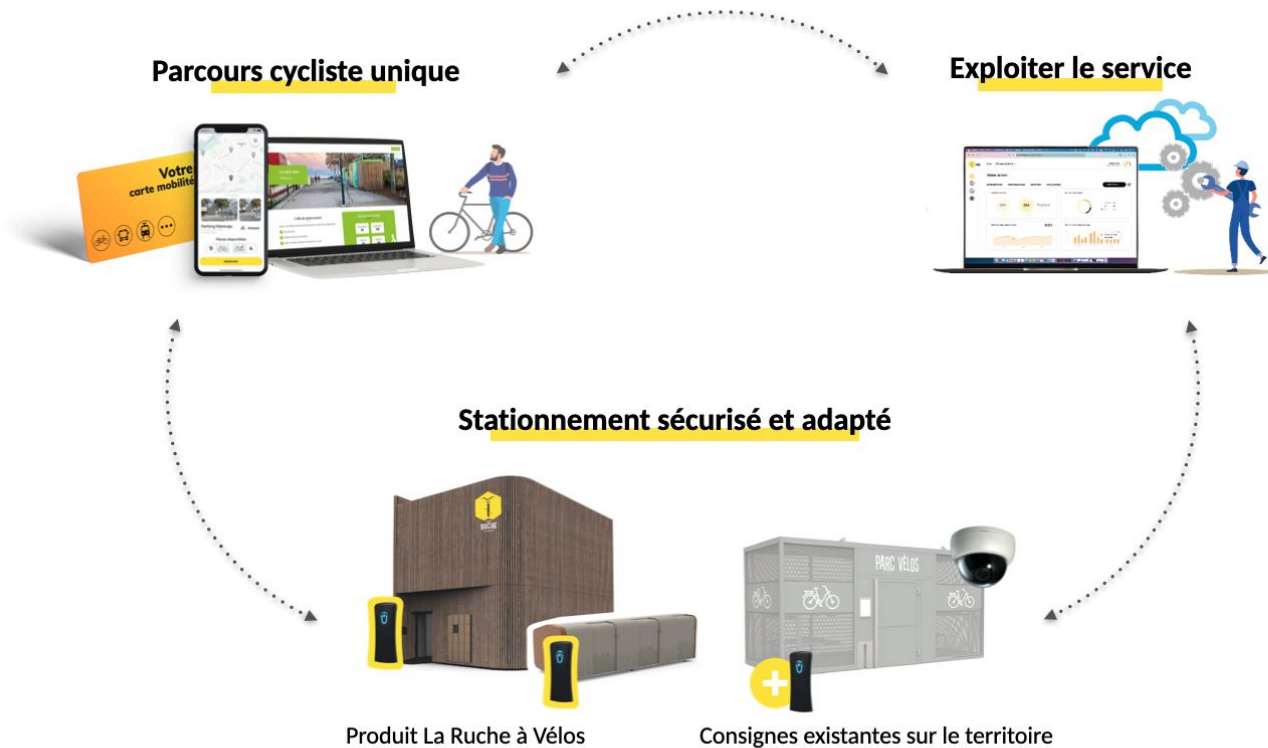 Parcours cycliste unique
Exploiter le service
Votre
carte mobilité
Stationnement sécurisé et adapté
RUCHE
PARC VÉLOS
Produit La Ruche à Vélos
Consignes existantes sur le territoire